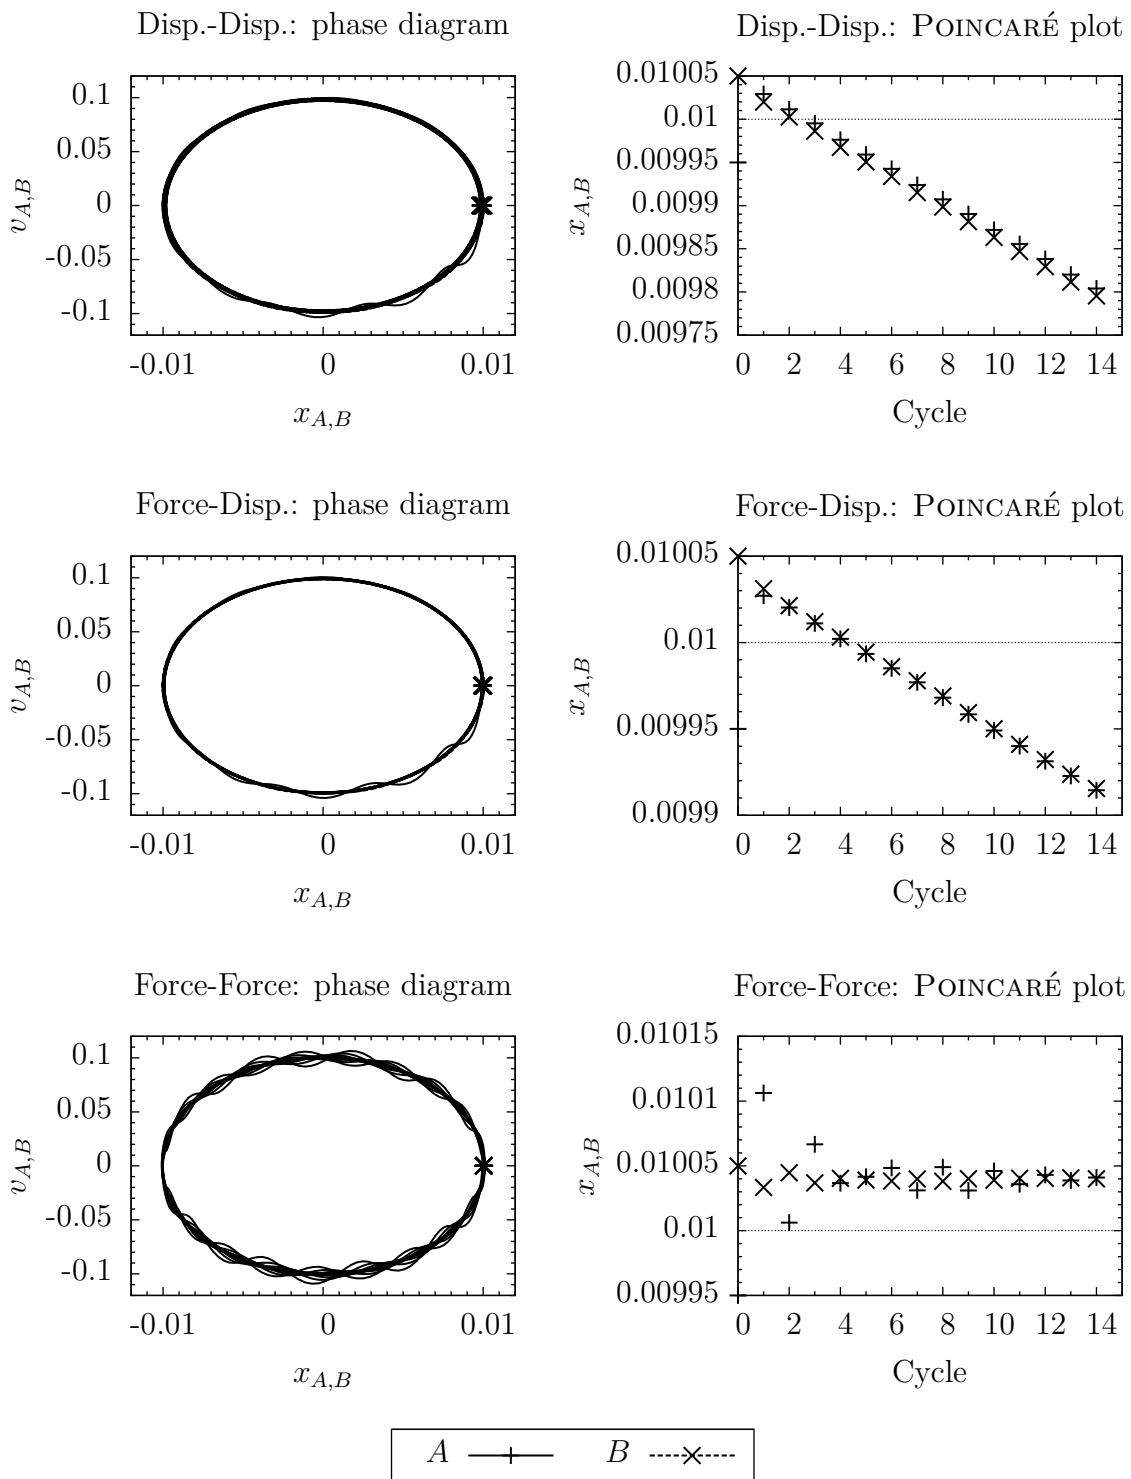 Disp.-Disp.: phase diagram
0.1
0.05
0
-0.05
-0.1
v_{A,B}
-0.01 0 0.01
x_{A,B}
Disp.-Disp.: POINCARÉ plot
0.01005
0.01
0.00995
0.0099
0.00985
0.0098
0.00975
x_{A,B}
0 2 4 6 8 10 12 14
Cycle
Force-Disp.: phase diagram
0.1
0.05
0
-0.05
-0.1
v_{A,B}
-0.01 0 0.01
x_{A,B}
Force-Disp.: POINCARÉ plot
0.01005
0.01
0.00995
0.0099
x_{A,B}
0 2 4 6 8 10 12 14
Cycle
Force-Force: phase diagram
0.1
0.05
0
-0.05
-0.1
v_{A,B}
-0.01 0 0.01
x_{A,B}
Force-Force: POINCARÉ plot
0.01015
0.0101
0.01005
0.01
0.00995
x_{A,B}
0 2 4 6 8 10 12 14
Cycle
A B